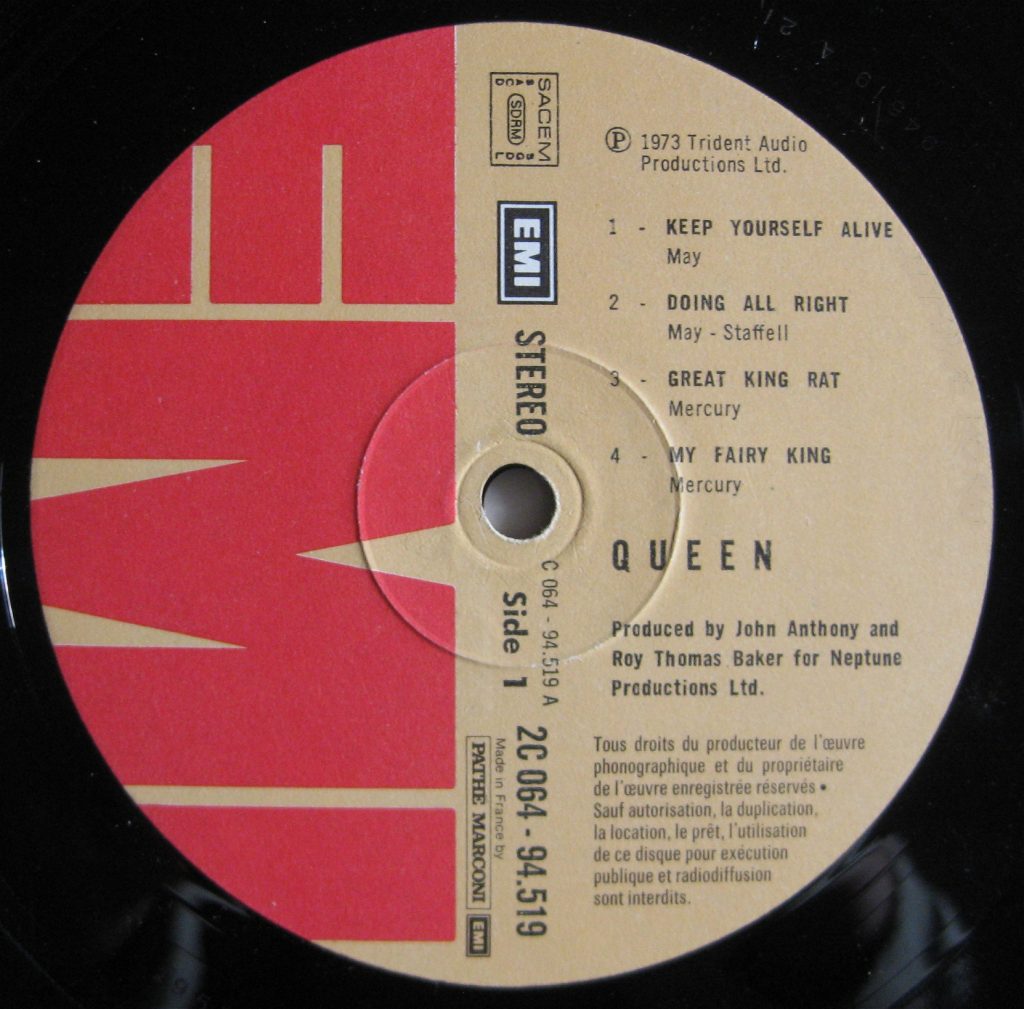 SACEM
SACD
SDRM
SGDL
EMI
STEREO
Side 1
C 064 - 94.519 A
2C 064 - 94.519
Made in France by
PATHE MARCONI
EMI
Ⓟ 1973 Trident Audio
Productions Ltd.
1 - KEEP YOURSELF ALIVE
May
2 - DOING ALL RIGHT
May - Staffell
3 - GREAT KING RAT
Mercury
4 - MY FAIRY KING
Mercury
QUEEN
Produced by John Anthony and
Roy Thomas Baker for Neptune
Productions Ltd.
Tous droits du producteur de l'œuvre
phonographique et du propriétaire
de l'œuvre enregistrée réservés •
Sauf autorisation, la duplication,
la location, le prêt, l'utilisation
de ce disque pour exécution
publique et radiodiffusion
sont interdits.